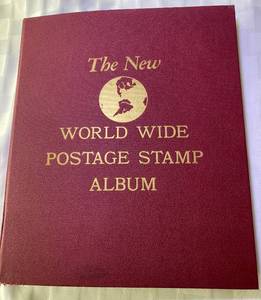 The New
WORLD WIDE
POSTAGE STAMP
ALBUM